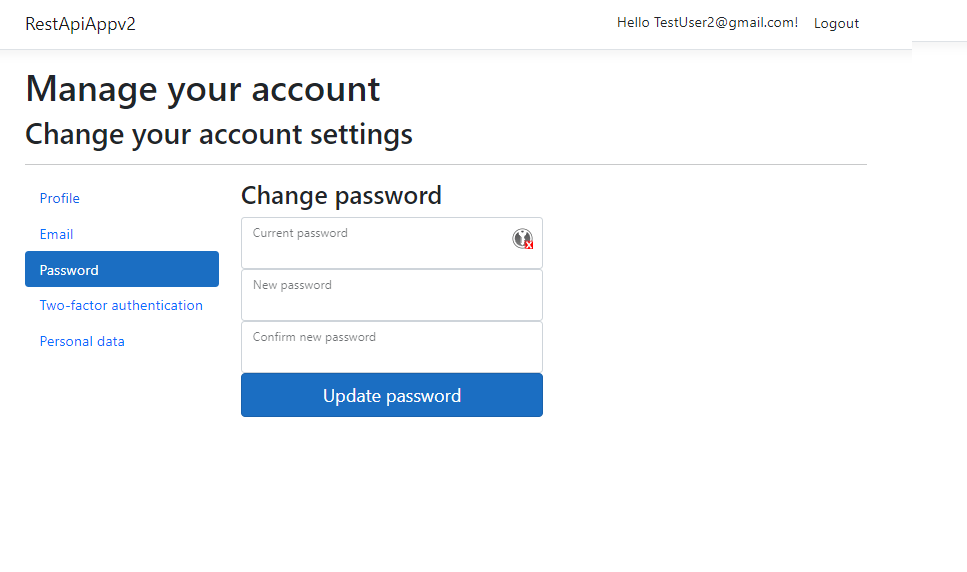 RestApiAppv2
Hello TestUser2@gmail.com! Logout
Manage your account
Change your account settings
Profile
Email
Password
Two-factor authentication
Personal data
Change password
Current password
New password
Confirm new password
Update password